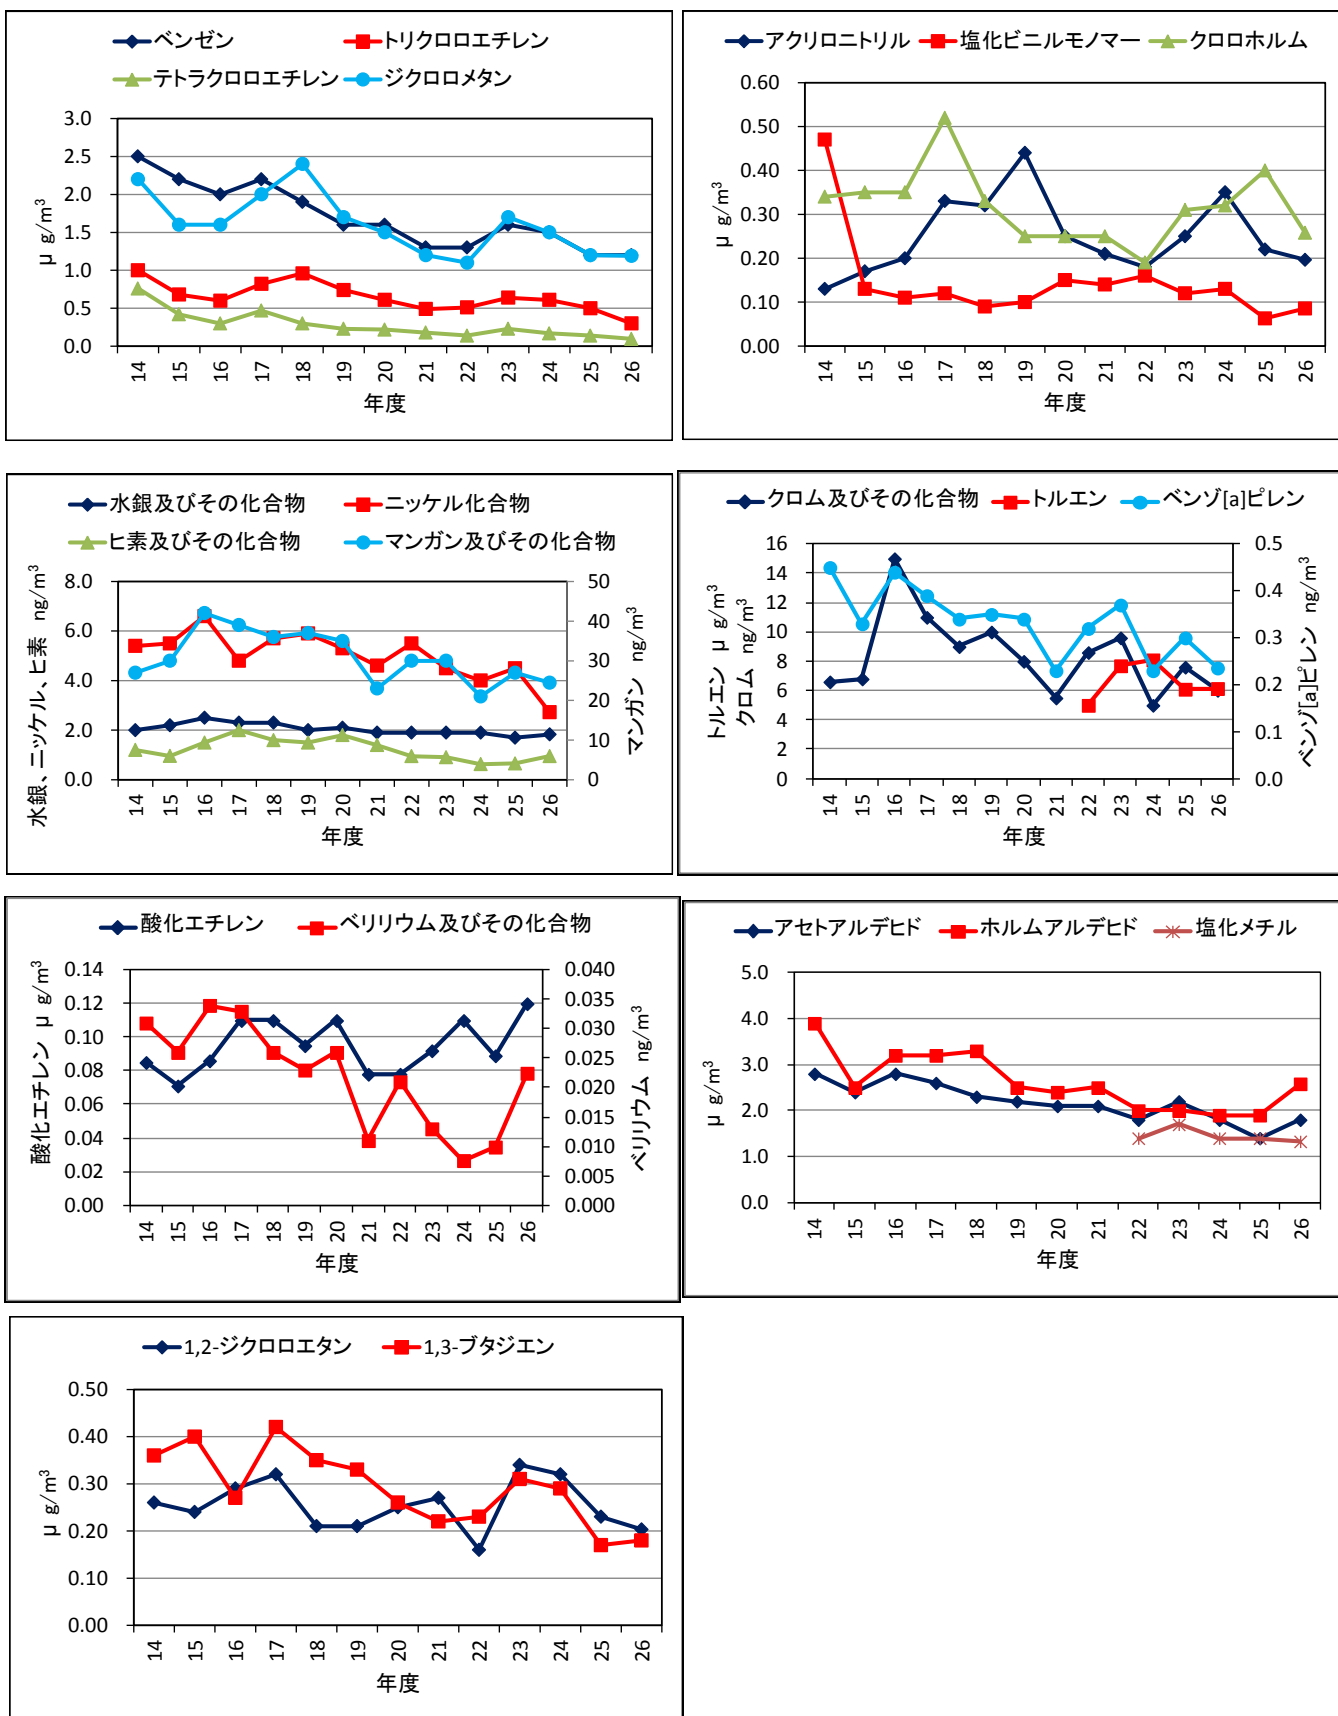 ベンゼン トリクロロエチレン
テトラクロロエチレン ジクロロメタン
μ g/m³
3.0
2.5
2.0
1.5
1.0
0.5
0.0
14 15 16 17 18 19 20 21 22 23 24 25 26
年度
アクリロニトリル 塩化ビニルモノマー クロロホルム
μ g/m³
0.60
0.50
0.40
0.30
0.20
0.10
0.00
14 15 16 17 18 19 20 21 22 23 24 25 26
年度
水銀及びその化合物 ニッケル化合物
ヒ素及びその化合物 マンガン及びその化合物
水銀、ニッケル、ヒ素 ng/m³
8.0
6.0
4.0
2.0
0.0
50
40
30
20
10
0
マンガン ng/m³
14 15 16 17 18 19 20 21 22 23 24 25 26
年度
クロム及びその化合物 トルエン ベンゾ[a]ピレン
トルエン μ g/m³
クロム ng/m³
16
14
12
10
8
6
4
2
0
0.5
0.4
0.3
0.2
0.1
0.0
ベンゾ[a]ピレン ng/m³
14 15 16 17 18 19 20 21 22 23 24 25 26
年度
酸化エチレン ベリリウム及びその化合物
酸化エチレン μ g/m³
0.14
0.12
0.10
0.08
0.06
0.04
0.02
0.00
0.040
0.035
0.030
0.025
0.020
0.015
0.010
0.005
0.000
ベリリウム ng/m³
14 15 16 17 18 19 20 21 22 23 24 25 26
年度
アセトアルデヒド ホルムアルデヒド 塩化メチル
μ g/m³
5.0
4.0
3.0
2.0
1.0
0.0
14 15 16 17 18 19 20 21 22 23 24 25 26
年度
1,2-ジクロロエタン 1,3-ブタジエン
μ g/m³
0.50
0.40
0.30
0.20
0.10
0.00
14 15 16 17 18 19 20 21 22 23 24 25 26
年度